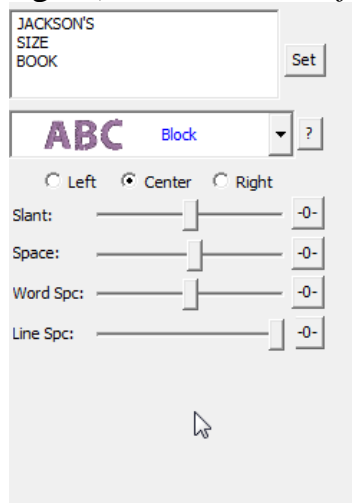 JACKSON'S
SIZE
BOOK
Set
ABC Block ?
Left Center Right
Slant: -0-
Space: -0-
Word Spc: -0-
Line Spc: -0-